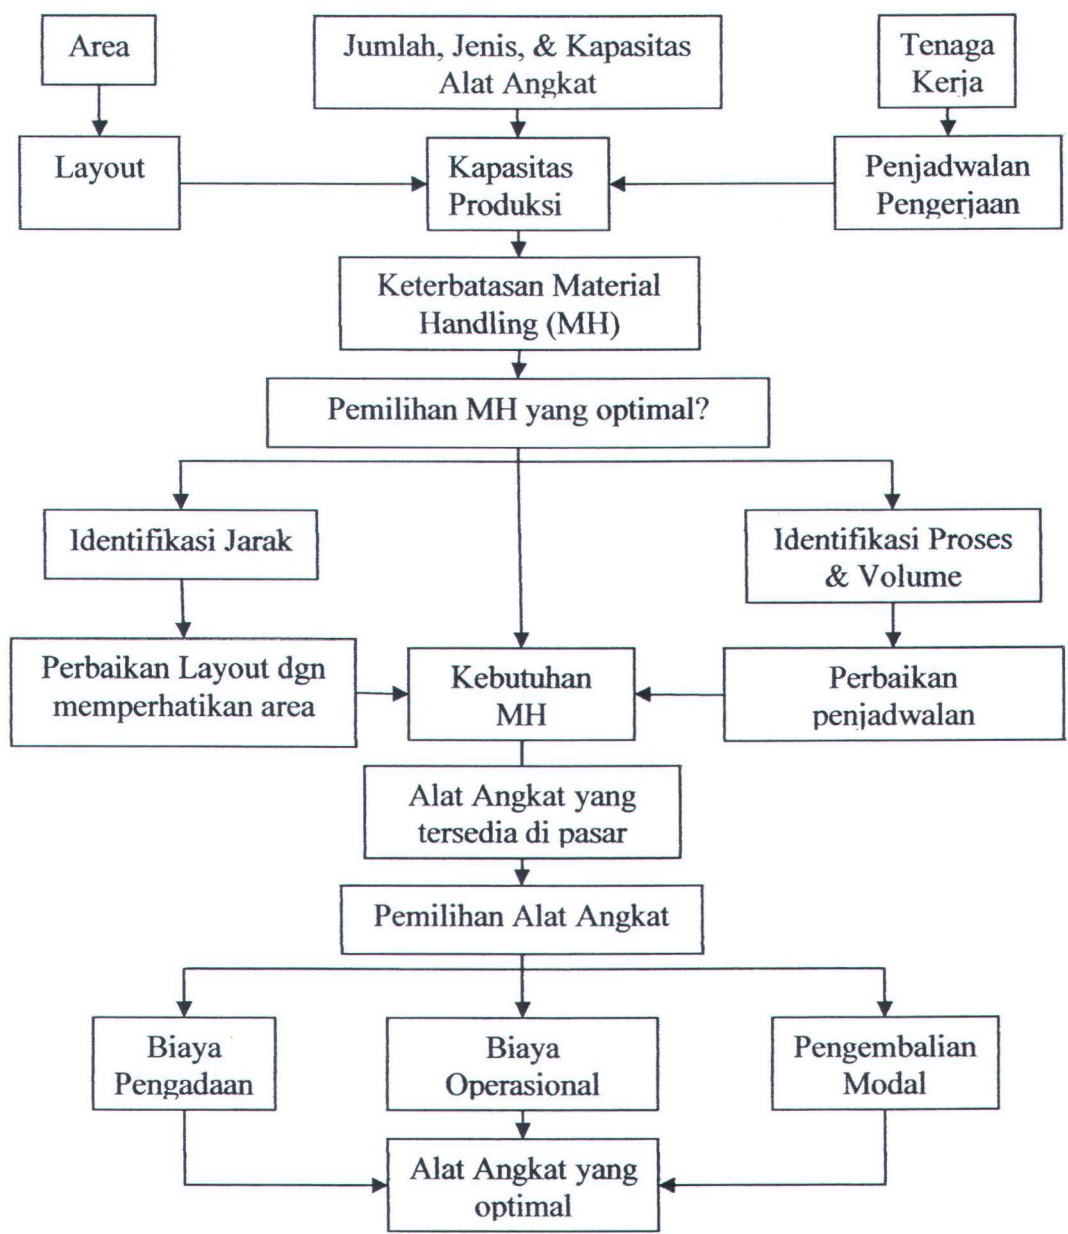 Area
Jumlah, Jenis, & Kapasitas
Alat Angkat
Tenaga
Kerja
Layout
Kapasitas
Produksi
Penjadwalan
Pengerjaan
Keterbatasan Material
Handling (MH)
Pemilihan MH yang optimal?
Identifikasi Jarak
Identifikasi Proses
& Volume
Perbaikan Layout dgn
memperhatikan area
Kebutuhan
MH
Perbaikan
penjadwalan
Alat Angkat yang
tersedia di pasar
Pemilihan Alat Angkat
Biaya
Pengadaan
Biaya
Operasional
Pengembalian
Modal
Alat Angkat yang
optimal